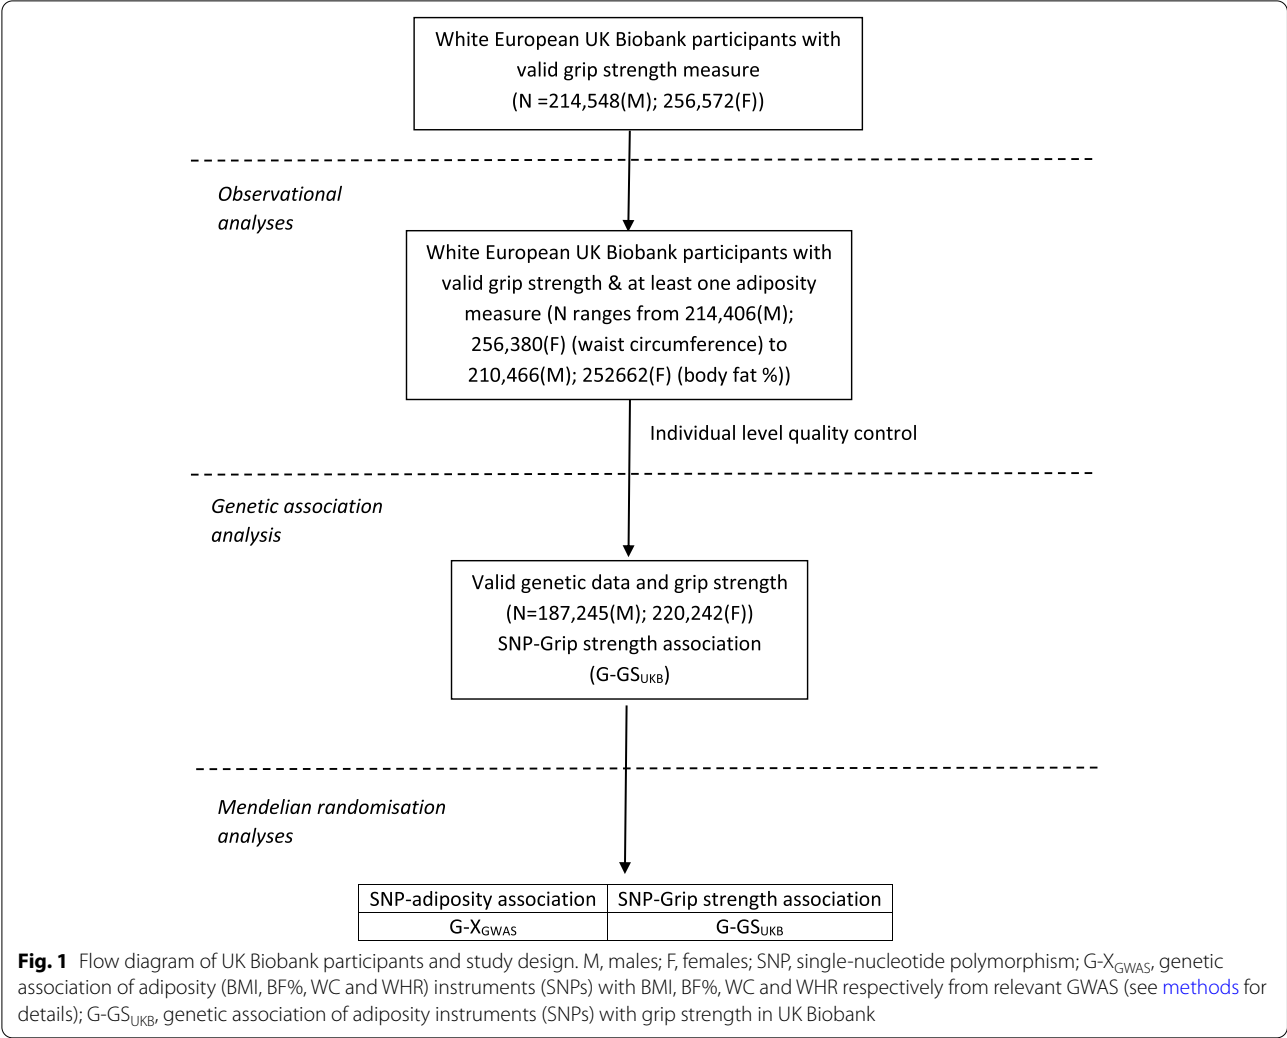 White European UK Biobank participants with
valid grip strength measure
(N =214,548(M); 256,572(F))
Observational
analyses
White European UK Biobank participants with
valid grip strength & at least one adiposity
measure (N ranges from 214,406(M);
256,380(F) (waist circumference) to
210,466(M); 252662(F) (body fat %))
Individual level quality control
Genetic association
analysis
Valid genetic data and grip strength
(N=187,245(M); 220,242(F))
SNP-Grip strength association
(G-GSUKB)
Mendelian randomisation
analyses
SNP-adiposity association SNP-Grip strength association
G-XGWAS G-GSUKB
Fig. 1 Flow diagram of UK Biobank participants and study design. M, males; F, females; SNP, single-nucleotide polymorphism; G-XGWAS, genetic
association of adiposity (BMI, BF%, WC and WHR) instruments (SNPs) with BMI, BF%, WC and WHR respectively from relevant GWAS (see methods for
details); G-GSUKB, genetic association of adiposity instruments (SNPs) with grip strength in UK Biobank